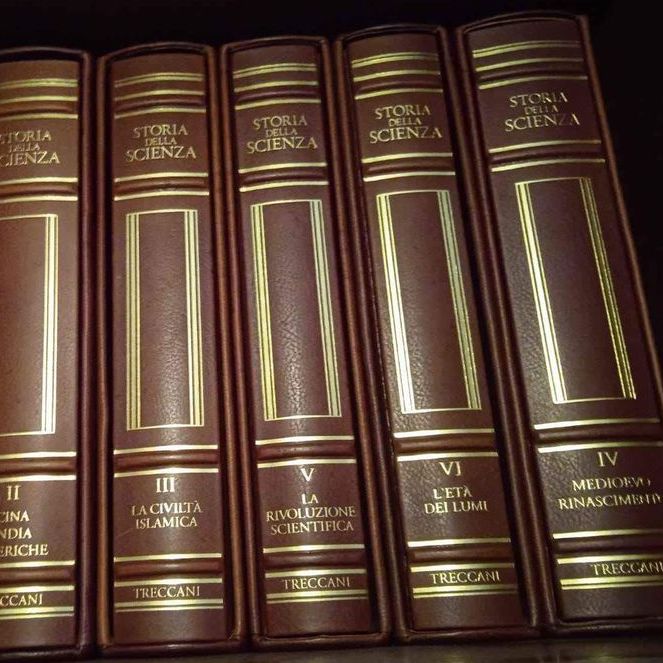 STORIA
DELLA
SCIENZA
II
CINA
INDIA
TRECCANI
STORIA
DELLA
SCIENZA
III
LA CIVILTÀ
ISLAMICA
TRECCANI
STORIA
DELLA
SCIENZA
V
LA
RIVOLUZIONE
SCIENTIFICA
TRECCANI
STORIA
DELLA
SCIENZA
VI
L'ETÀ
DEI LUMI
TRECCANI
STORIA
DELLA
SCIENZA
IV
MEDIOEVO
RINASCIMENTO
TRECCANI